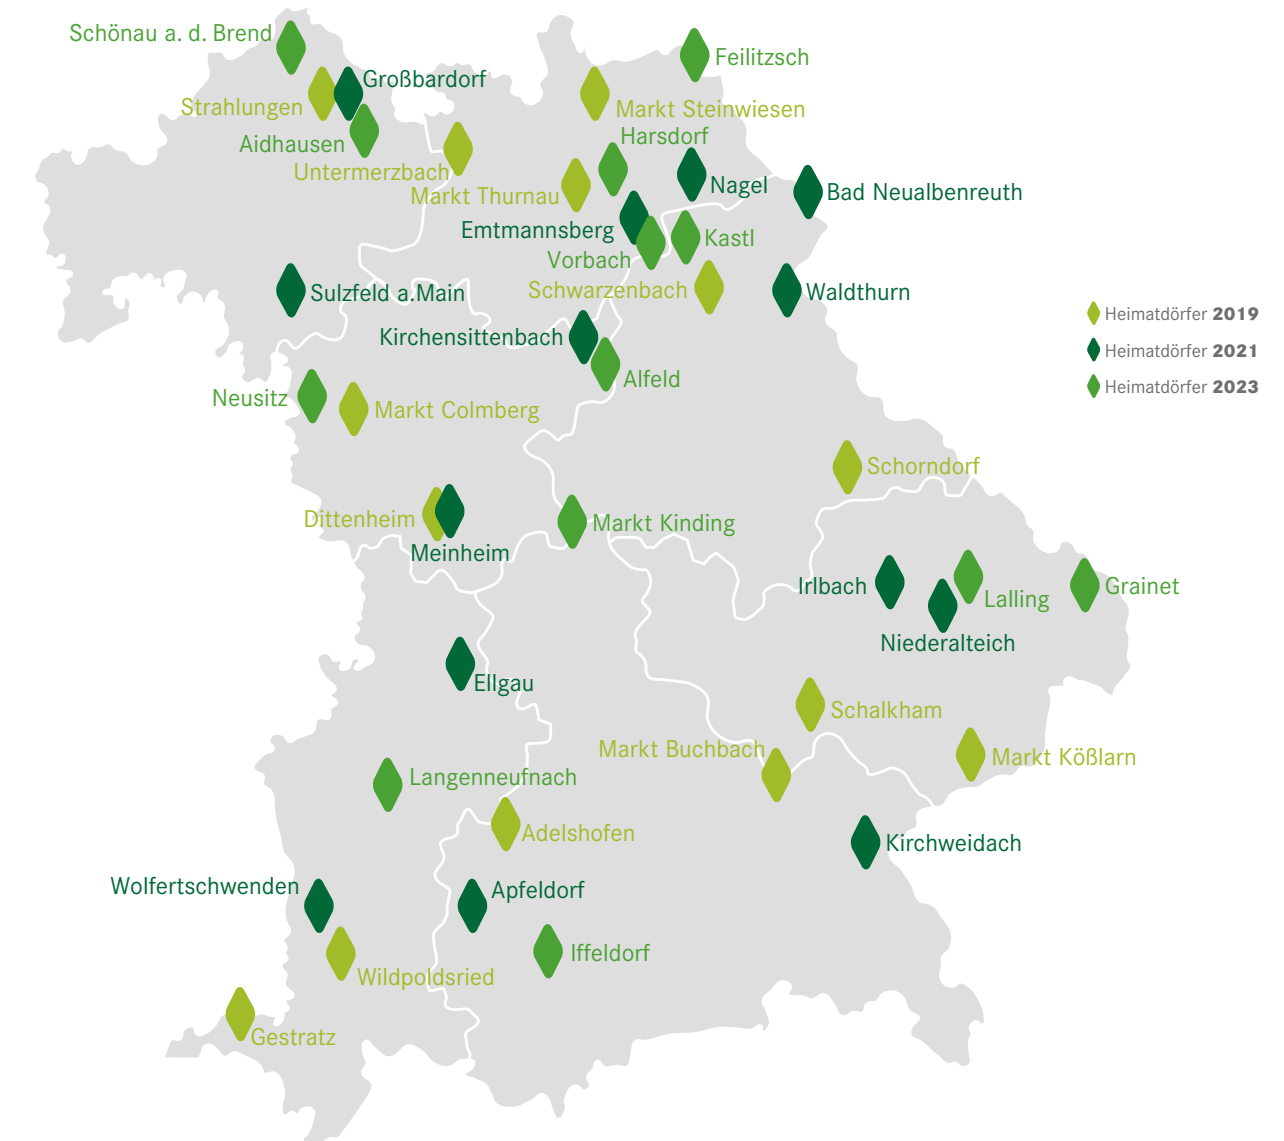 Schönau a. d. Brend
Feilitzsch
Großbardorf
Strahlungen
Markt Steinwiesen
Harsdorf
Aidhausen
Untermerzbach
Markt Thurnau
Nagel
Bad Neualbenreuth
Emtmannsberg
Kastl
Vorbach
Schwarzenbach
Sulzfeld a.Main
Waldthurn
Heimatdörfer 2019
Kirchensittenbach
Heimatdörfer 2021
Alfeld
Heimatdörfer 2023
Neusitz
Markt Colmberg
Schorndorf
Dittenheim
Markt Kinding
Meinheim
Irlbach
Grainet
Lalling
Niederalteich
Ellgau
Schalkham
Markt Buchbach
Markt Kößlarn
Langenneufnach
Adelshofen
Kirchweidach
Wolfertschwenden
Apfeldorf
Iffeldorf
Wildpoldsried
Gestratz